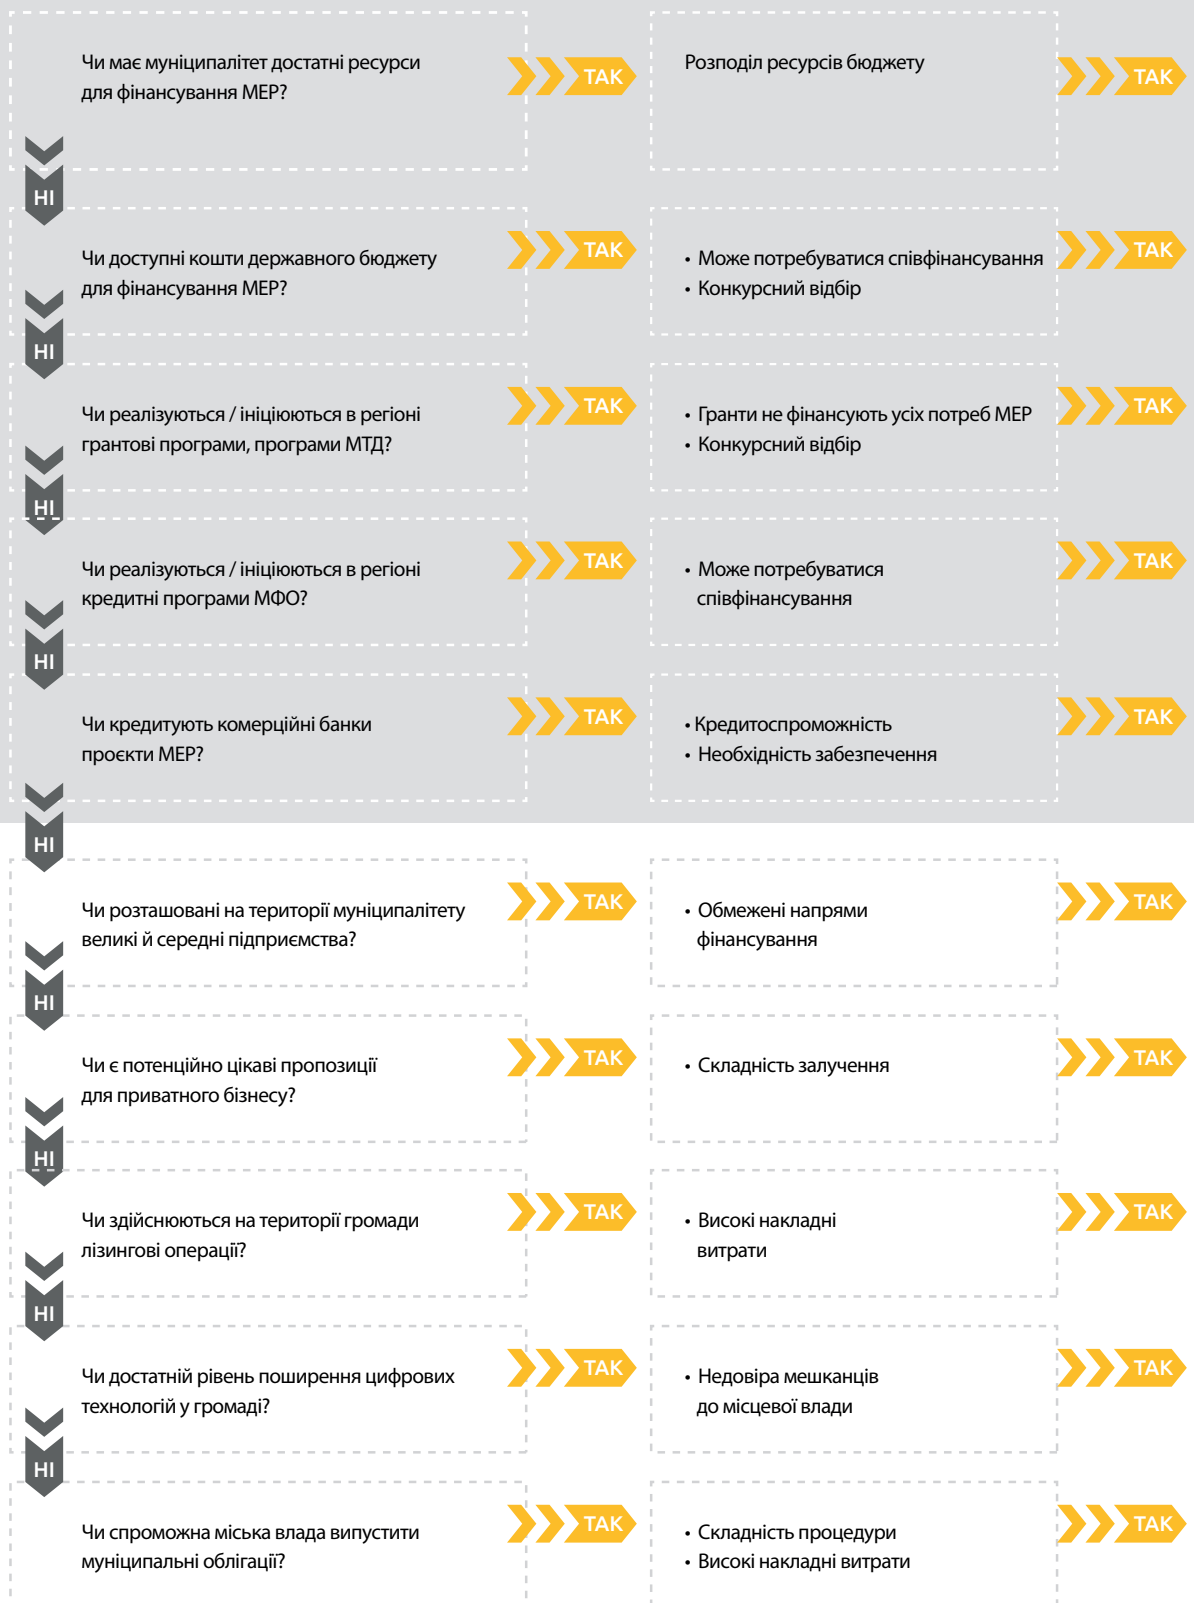 Чи має муніципалітет достатні ресурси
для фінансування МЕР?
ТАК
Розподіл ресурсів бюджету
ТАК
НІ
Чи доступні кошти державного бюджету
для фінансування МЕР?
ТАК
• Може потребуватися співфінансування
• Конкурсний відбір
ТАК
НІ
Чи реалізуються / ініціюються в регіоні
грантові програми, програми МТД?
ТАК
• Гранти не фінансують усіх потреб МЕР
• Конкурсний відбір
ТАК
НІ
Чи реалізуються / ініціюються в регіоні
кредитні програми МФО?
ТАК
• Може потребуватися
співфінансування
ТАК
НІ
Чи кредитують комерційні банки
проєкти МЕР?
ТАК
• Кредитоспроможність
• Необхідність забезпечення
ТАК
НІ
Чи розташовані на території муніципалітету
великі й середні підприємства?
ТАК
• Обмежені напрями
фінансування
ТАК
НІ
Чи є потенційно цікаві пропозиції
для приватного бізнесу?
ТАК
• Складність залучення
ТАК
НІ
Чи здійснюються на території громади
лізингові операції?
ТАК
• Високі накладні
витрати
ТАК
НІ
Чи достатній рівень поширення цифрових
технологій у громаді?
ТАК
• Недовіра мешканців
до місцевої влади
ТАК
НІ
Чи спроможна міська влада випустити
муніципальні облігації?
ТАК
• Складність процедури
• Високі накладні витрати
ТАК